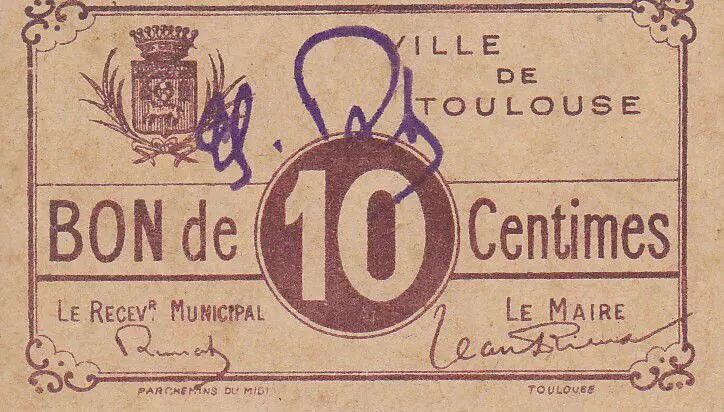 VILLE
DE
TOULOUSE
BON de 10 Centimes
LE RECEVR MUNICIPAL
LE MAIRE
PARCHEMINS DU MIDI
TOULOUSE